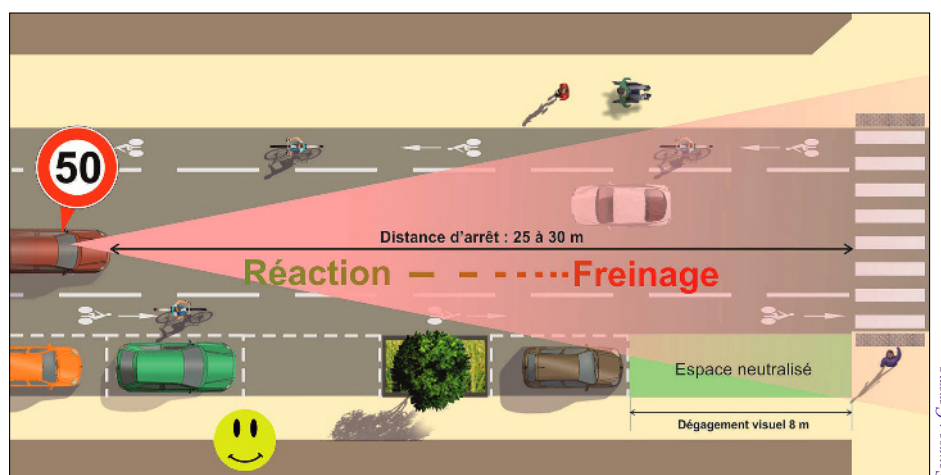 50
Distance d'arrêt : 25 à 30 m
Réaction
Freinage
Espace neutralisé
Dégagement visuel 8 m